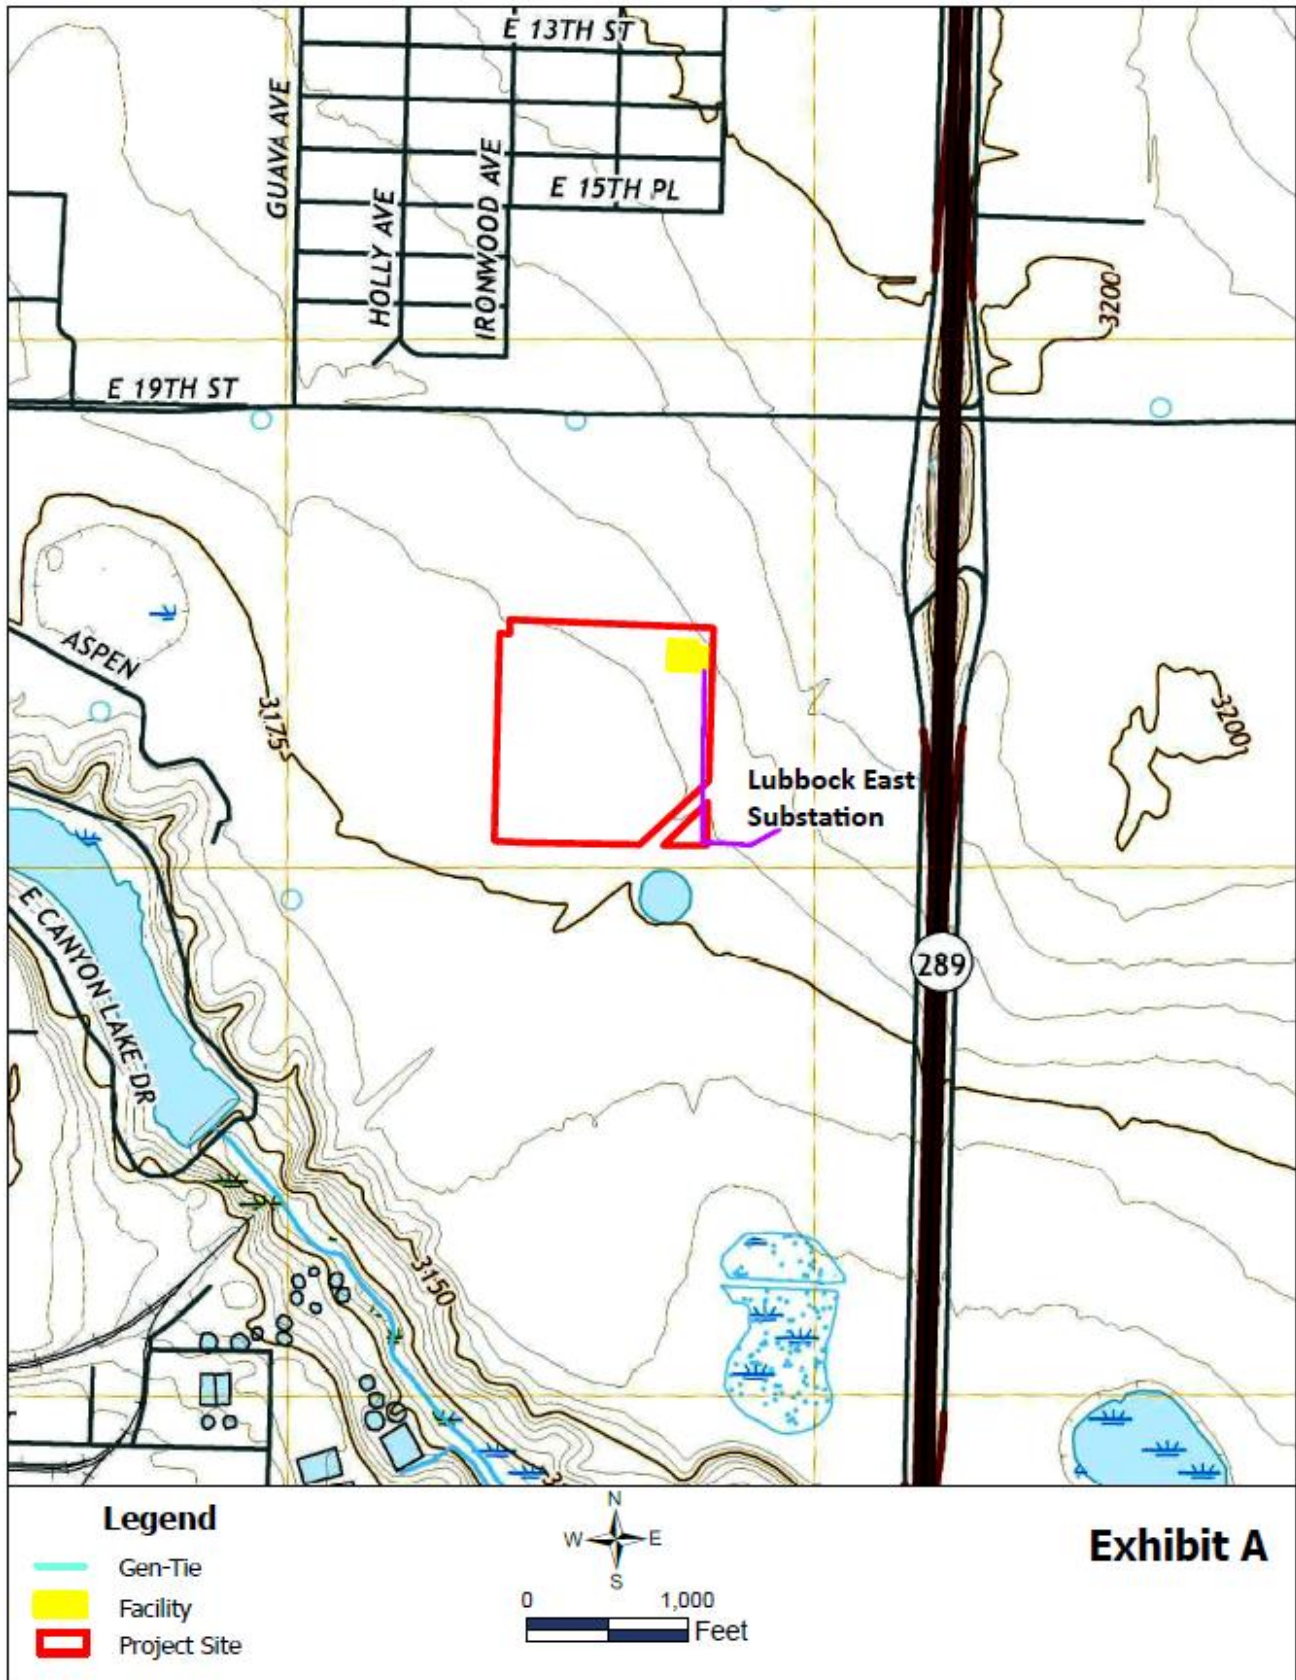 E 13TH ST
GUAVA AVE
HOLLY AVE
IRONWOOD AVE
E 15TH PL
3200
E 19TH ST
ASPEN
3175
3200
Lubbock East
Substation
E CANYON LAKE DR
289
3150
Legend
Gen-Tie
Facility
Project Site
N
W
E
S
0
1,000
Feet
Exhibit A